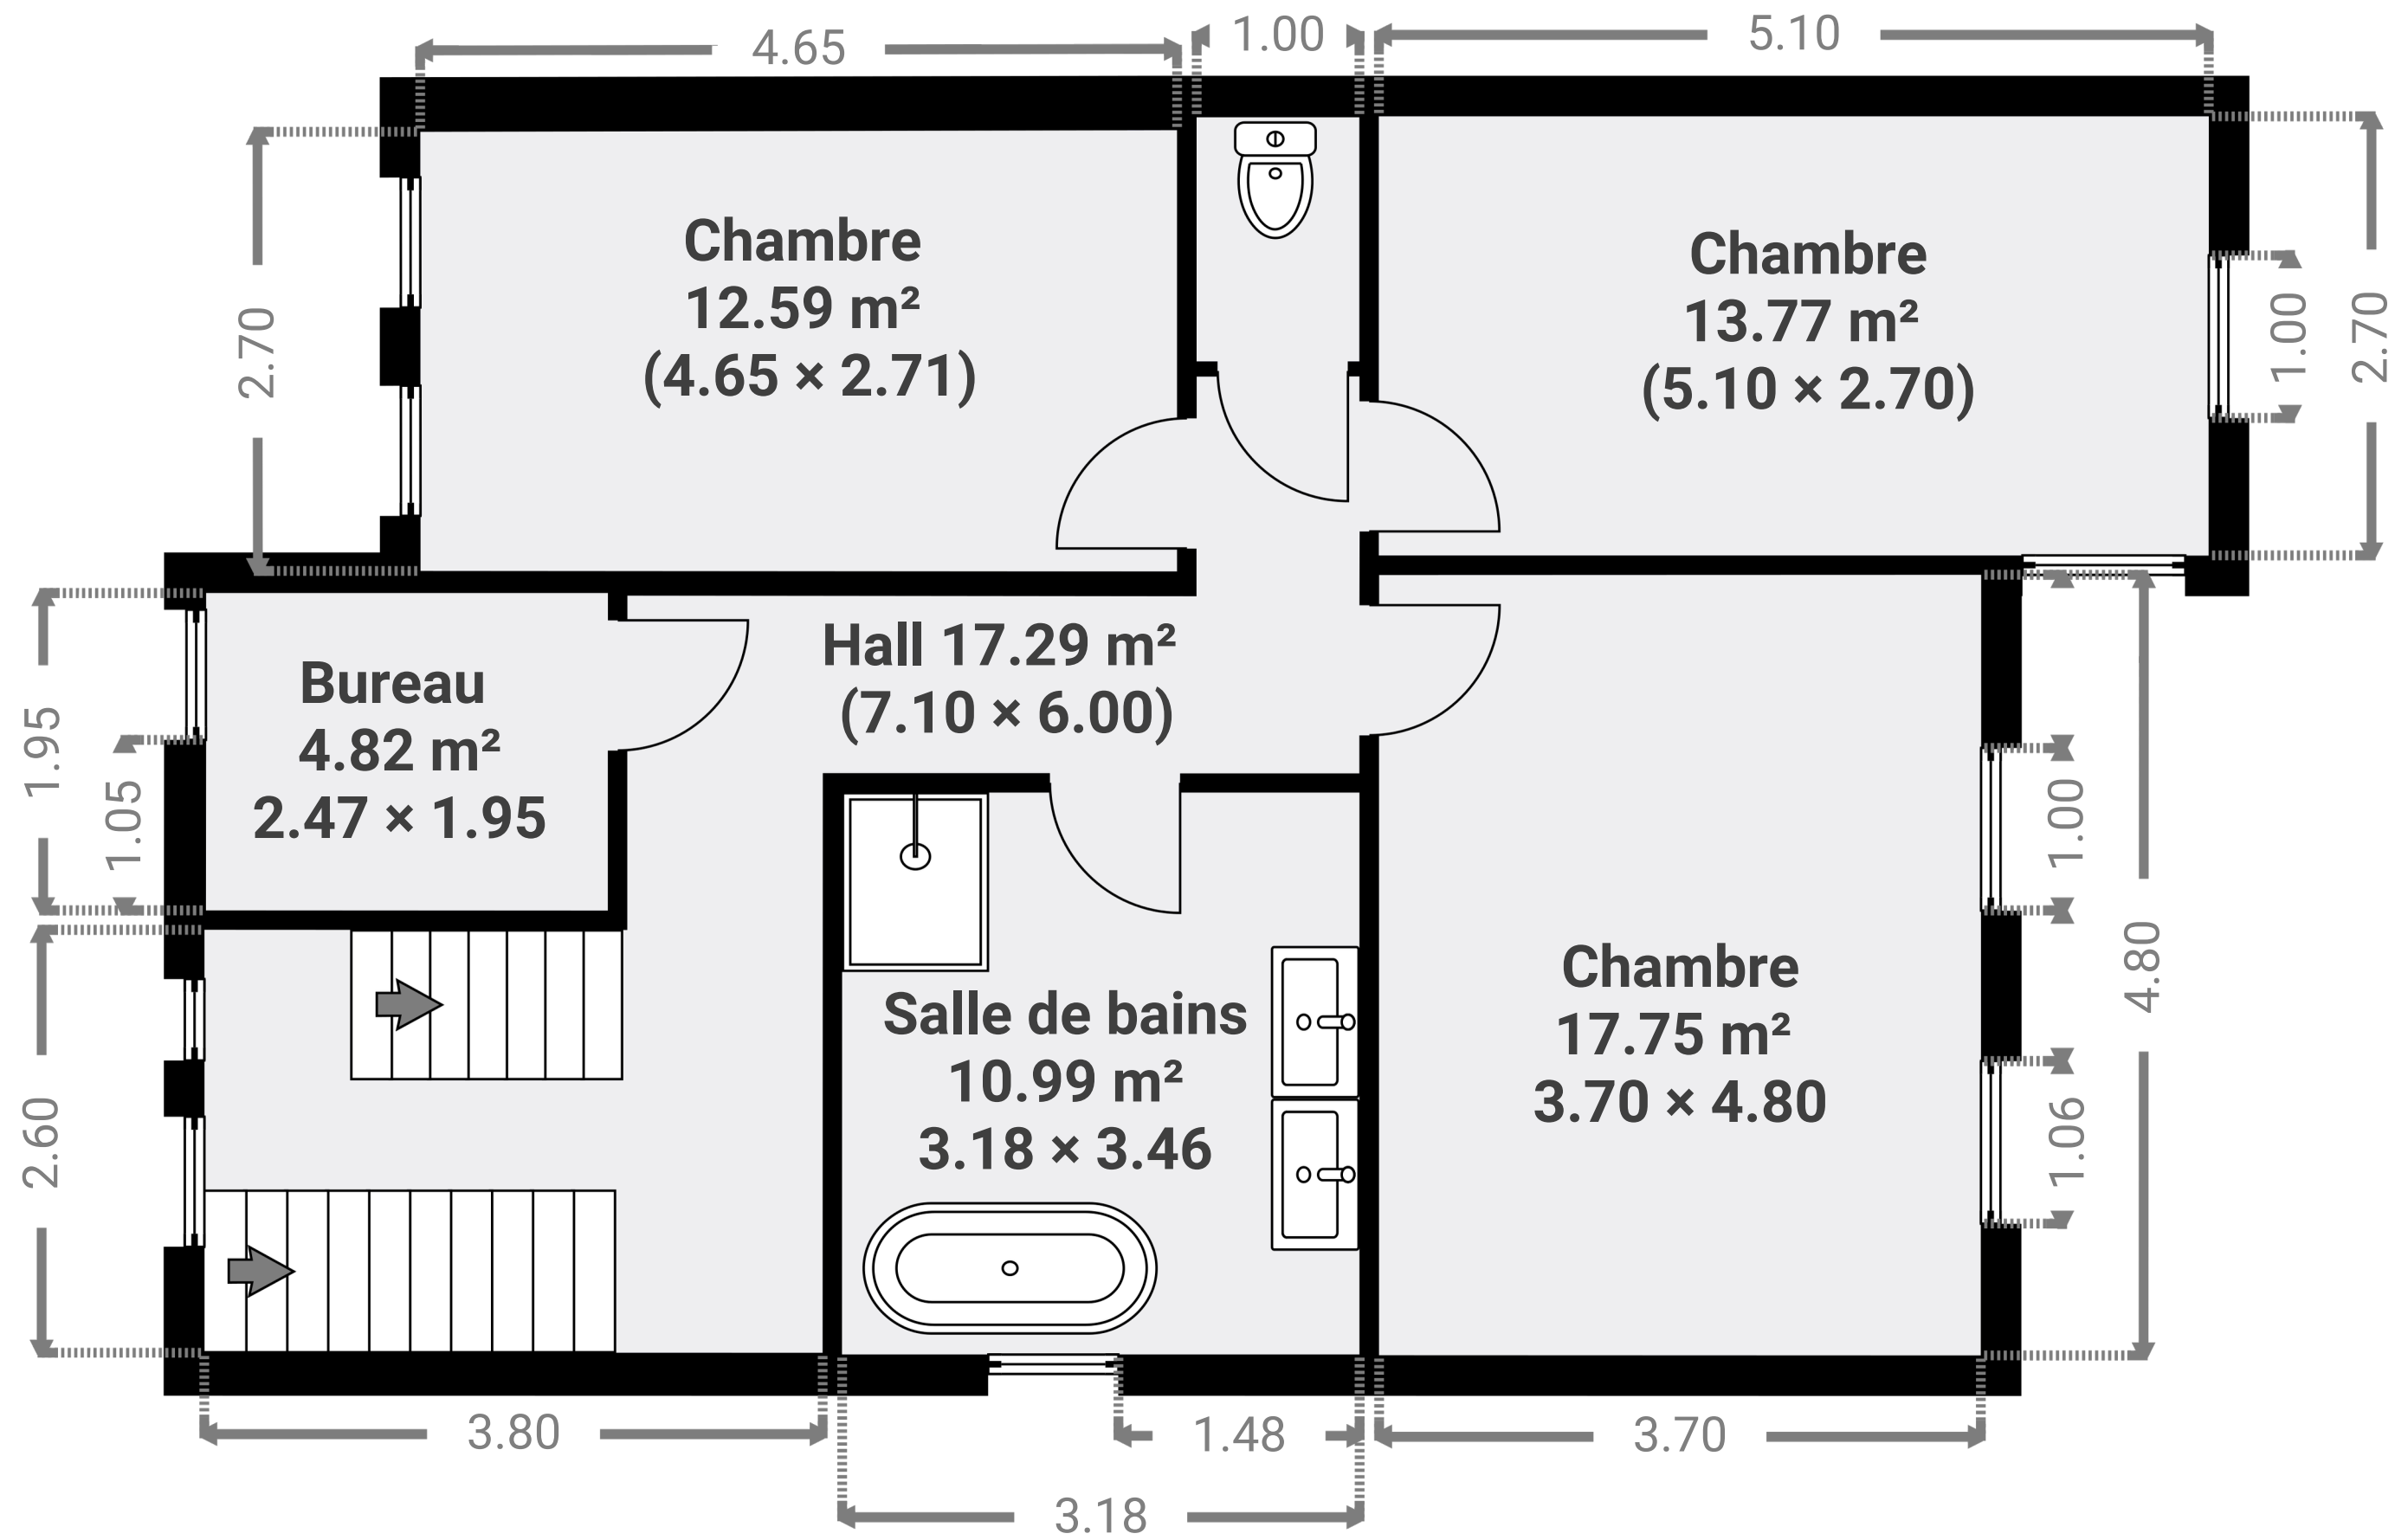 4.65
1.00
5.10
2.70
Chambre
12.59 m²
(4.65 × 2.71)
Chambre
13.77 m²
(5.10 × 2.70)
1.00
2.70
1.95
1.05
Bureau
4.82 m²
2.47 × 1.95
Hall 17.29 m²
(7.10 × 6.00)
1.00
4.80
1.06
2.60
Salle de bains
10.99 m²
3.18 × 3.46
Chambre
17.75 m²
3.70 × 4.80
3.80
1.48
3.70
3.18